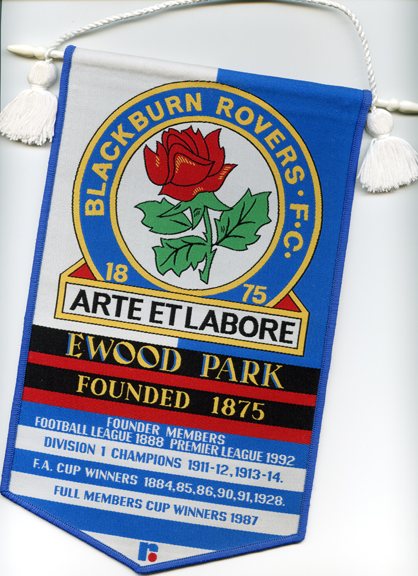 BLACKBURN ROVERS · F.C.
18 75
ARTE ET LABORE
EWOOD PARK
FOUNDED 1875
FOUNDER MEMBERS
FOOTBALL LEAGUE 1888 PREMIER LEAGUE 1992
DIVISION 1 CHAMPIONS 1911-12, 1913-14.
F.A. CUP WINNERS 1884,85,86,90,91,1928.
FULL MEMBERS CUP WINNERS 1987
r